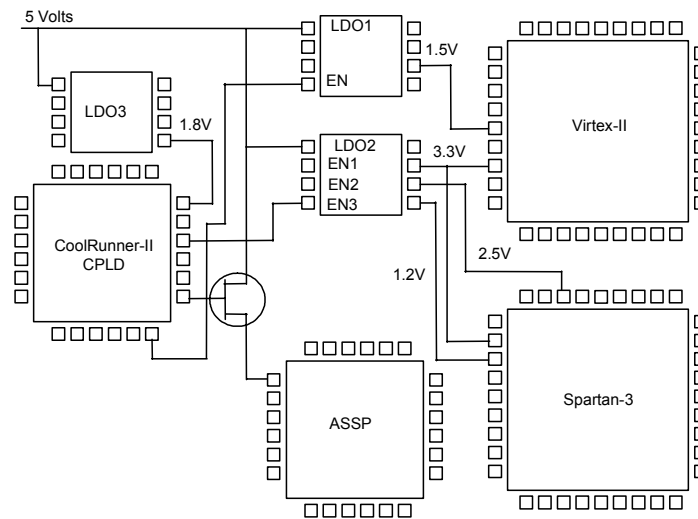 5 Volts
LDO1
1.5V
EN
LDO3
1.8V
Virtex-II
LDO2
EN1
3.3V
EN2
EN3
CoolRunner-II
CPLD
2.5V
1.2V
Spartan-3
ASSP